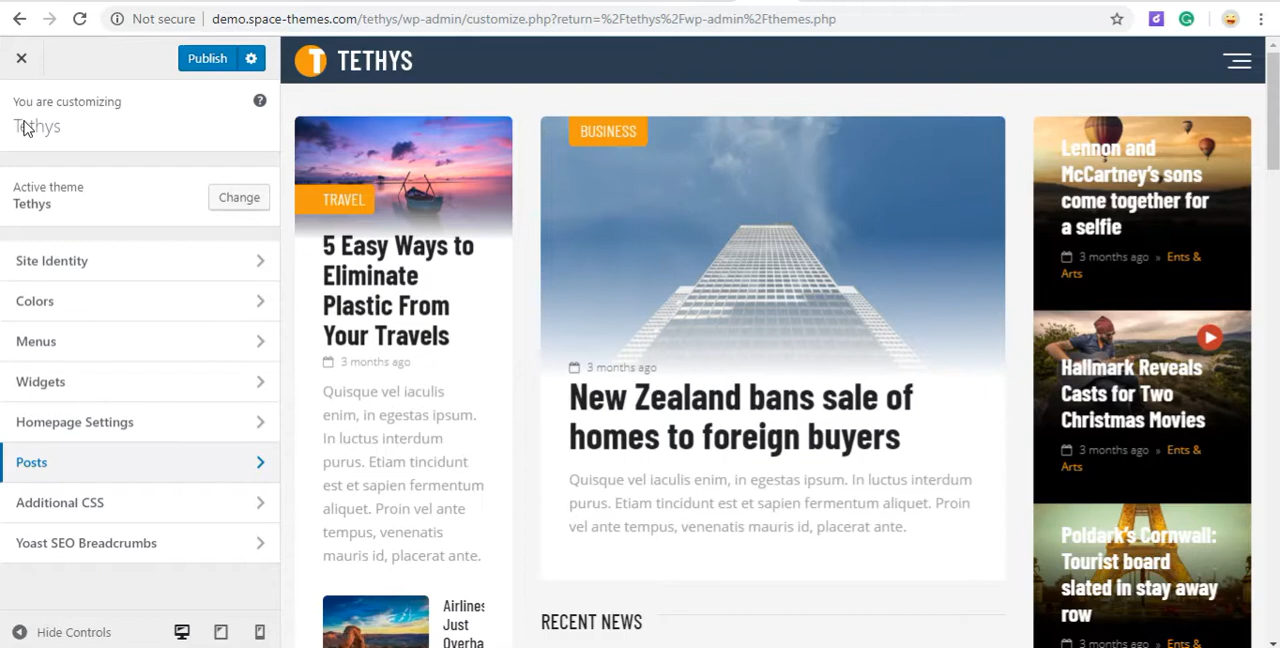 Not secure
demo.space-themes.com/tethys/wp-admin/customize.php?return=%2Ftethys%2Fwp-admin%2Fthemes.php
Publish
You are customizing
Tethys
Active theme
Tethys
Change
Site Identity
Colors
Menus
Widgets
Homepage Settings
Posts
Additional CSS
Yoast SEO Breadcrumbs
Hide Controls
TETHYS
TRAVEL
5 Easy Ways to
Eliminate
Plastic From
Your Travels
3 months ago
Quisque vel iaculis
enim, in egestas ipsum.
In luctus interdum
purus. Etiam tincidunt
est et sapien fermentum
aliquet. Proin vel ante
tempus, venenatis
mauris id, placerat ante.
Airlines
Just
Overha
BUSINESS
3 months ago
New Zealand bans sale of
homes to foreign buyers
Quisque vel iaculis enim, in egestas ipsum. In luctus interdum
purus. Etiam tincidunt est et sapien fermentum aliquet. Proin
vel ante tempus, venenatis mauris id, placerat ante.
RECENT NEWS
Lennon and
McCartney's sons
come together for
a selfie
3 months ago » Ents &
Arts
Hallmark Reveals
Casts for Two
Christmas Movies
3 months ago » Ents &
Arts
Poldark's Cornwall:
Tourist board
slated in stay away
row
3 months ago » Ents &